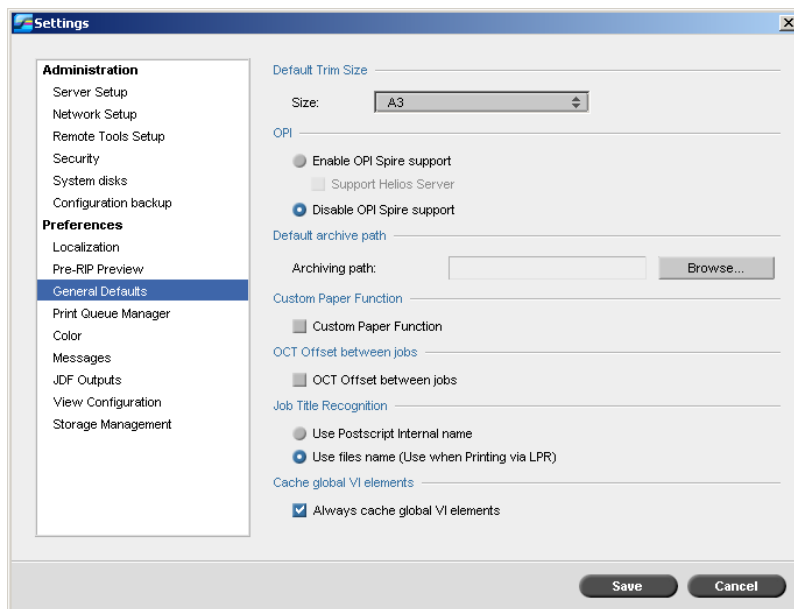 Settings
Administration
Server Setup
Network Setup
Remote Tools Setup
Security
System disks
Configuration backup
Preferences
Localization
Pre-RIP Preview
General Defaults
Print Queue Manager
Color
Messages
JDF Outputs
View Configuration
Storage Management
Default Trim Size
Size: A3
OPI
Enable OPI Spire support
Support Helios Server
Disable OPI Spire support
Default archive path
Archiving path: Browse...
Custom Paper Function
Custom Paper Function
OCT Offset between jobs
OCT Offset between jobs
Job Title Recognition
Use Postscript Internal name
Use files name (Use when Printing via LPR)
Cache global VI elements
Always cache global VI elements
Save Cancel